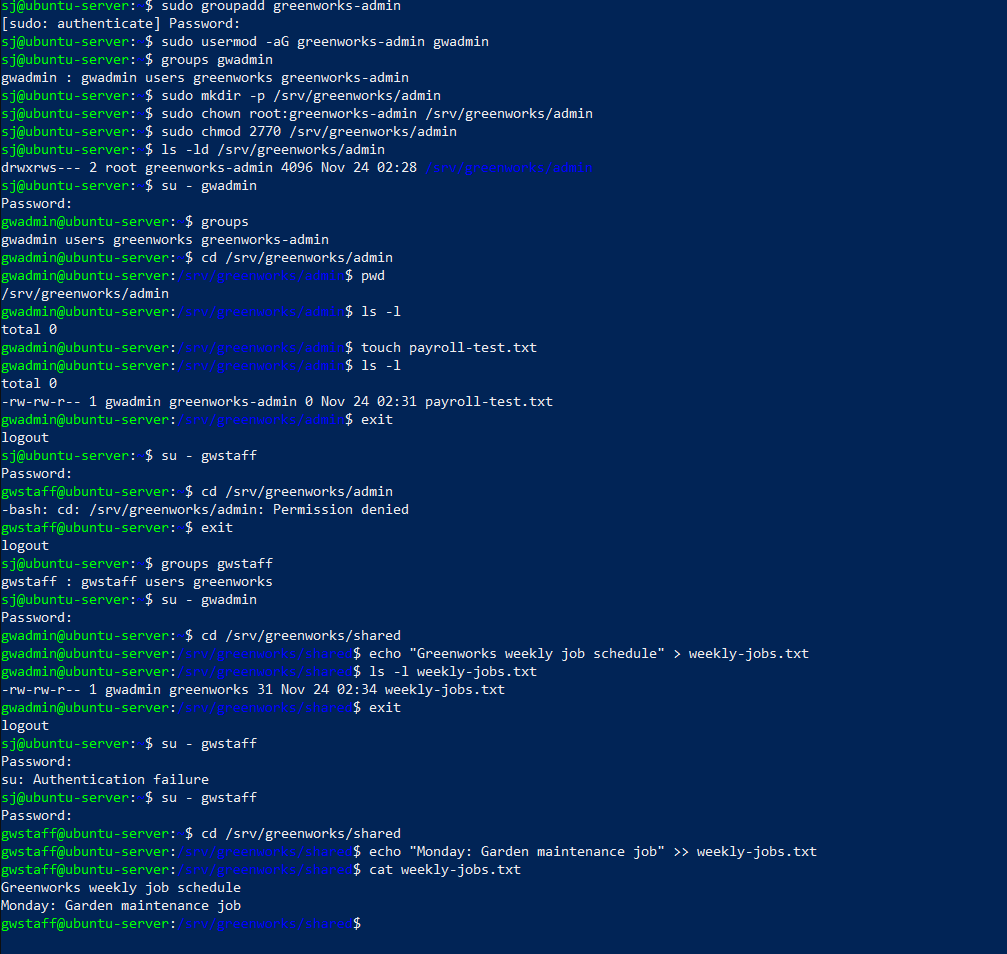 sj@ubuntu-server:~$ sudo groupadd greenworks-admin
[sudo: authenticate] Password:
sj@ubuntu-server:~$ sudo usermod -aG greenworks-admin gwadmin
sj@ubuntu-server:~$ groups gwadmin
gwadmin : gwadmin users greenworks greenworks-admin
sj@ubuntu-server:~$ sudo mkdir -p /srv/greenworks/admin
sj@ubuntu-server:~$ sudo chown root:greenworks-admin /srv/greenworks/admin
sj@ubuntu-server:~$ sudo chmod 2770 /srv/greenworks/admin
sj@ubuntu-server:~$ ls -ld /srv/greenworks/admin
drwxrws--- 2 root greenworks-admin 4096 Nov 24 02:28 /srv/greenworks/admin
sj@ubuntu-server:~$ su - gwadmin
Password:
gwadmin@ubuntu-server:~$ groups
gwadmin users greenworks greenworks-admin
gwadmin@ubuntu-server:~$ cd /srv/greenworks/admin
gwadmin@ubuntu-server:/srv/greenworks/admin$ pwd
/srv/greenworks/admin
gwadmin@ubuntu-server:/srv/greenworks/admin$ ls -l
total 0
gwadmin@ubuntu-server:/srv/greenworks/admin$ touch payroll-test.txt
gwadmin@ubuntu-server:/srv/greenworks/admin$ ls -l
total 0
-rw-rw-r-- 1 gwadmin greenworks-admin 0 Nov 24 02:31 payroll-test.txt
gwadmin@ubuntu-server:/srv/greenworks/admin$ exit
logout
sj@ubuntu-server:~$ su - gwstaff
Password:
gwstaff@ubuntu-server:~$ cd /srv/greenworks/admin
-bash: cd: /srv/greenworks/admin: Permission denied
gwstaff@ubuntu-server:~$ exit
logout
sj@ubuntu-server:~$ groups gwstaff
gwstaff : gwstaff users greenworks
sj@ubuntu-server:~$ su - gwadmin
Password:
gwadmin@ubuntu-server:~$ cd /srv/greenworks/shared
gwadmin@ubuntu-server:/srv/greenworks/shared$ echo "Greenworks weekly job schedule" > weekly-jobs.txt
gwadmin@ubuntu-server:/srv/greenworks/shared$ ls -l weekly-jobs.txt
-rw-rw-r-- 1 gwadmin greenworks 31 Nov 24 02:34 weekly-jobs.txt
gwadmin@ubuntu-server:/srv/greenworks/shared$ exit
logout
sj@ubuntu-server:~$ su - gwstaff
Password:
su: Authentication failure
sj@ubuntu-server:~$ su - gwstaff
Password:
gwstaff@ubuntu-server:~$ cd /srv/greenworks/shared
gwstaff@ubuntu-server:/srv/greenworks/shared$ echo "Monday: Garden maintenance job" >> weekly-jobs.txt
gwstaff@ubuntu-server:/srv/greenworks/shared$ cat weekly-jobs.txt
Greenworks weekly job schedule
Monday: Garden maintenance job
gwstaff@ubuntu-server:/srv/greenworks/shared$